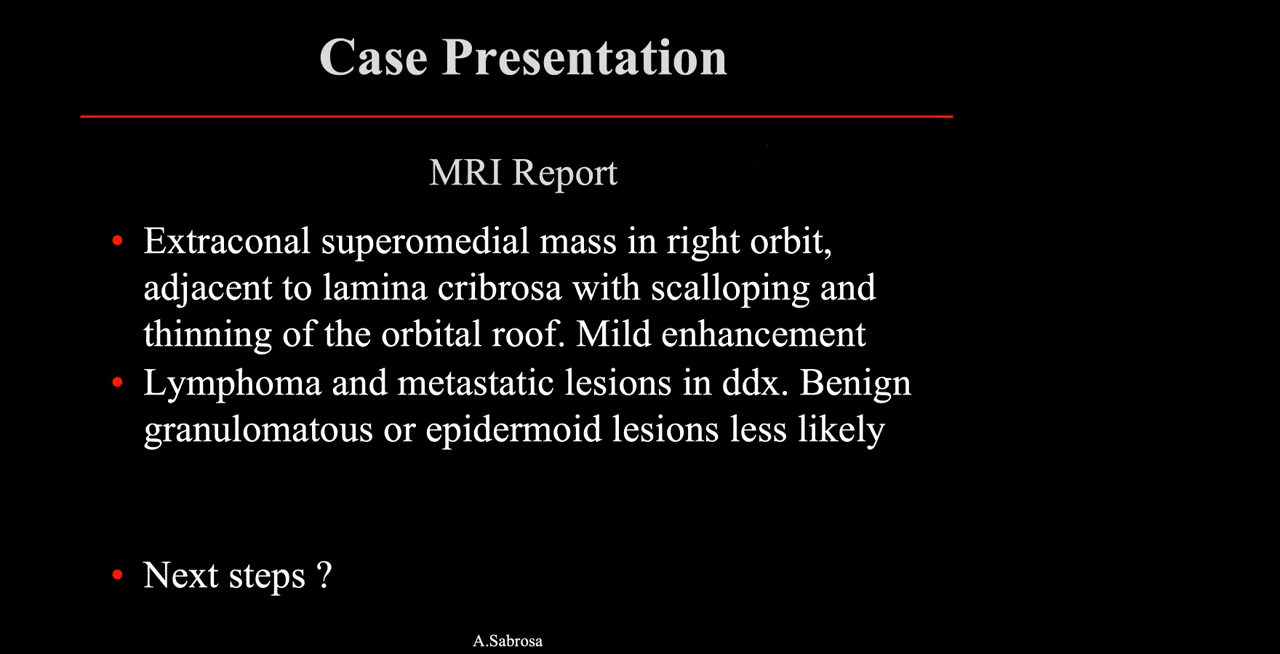 Case Presentation
MRI Report
• Extraconal superomedial mass in right orbit,
adjacent to lamina cribrosa with scalloping and
thinning of the orbital roof. Mild enhancement
• Lymphoma and metastatic lesions in ddx. Benign
granulomatous or epidermoid lesions less likely
• Next steps ?
A.Sabrosa